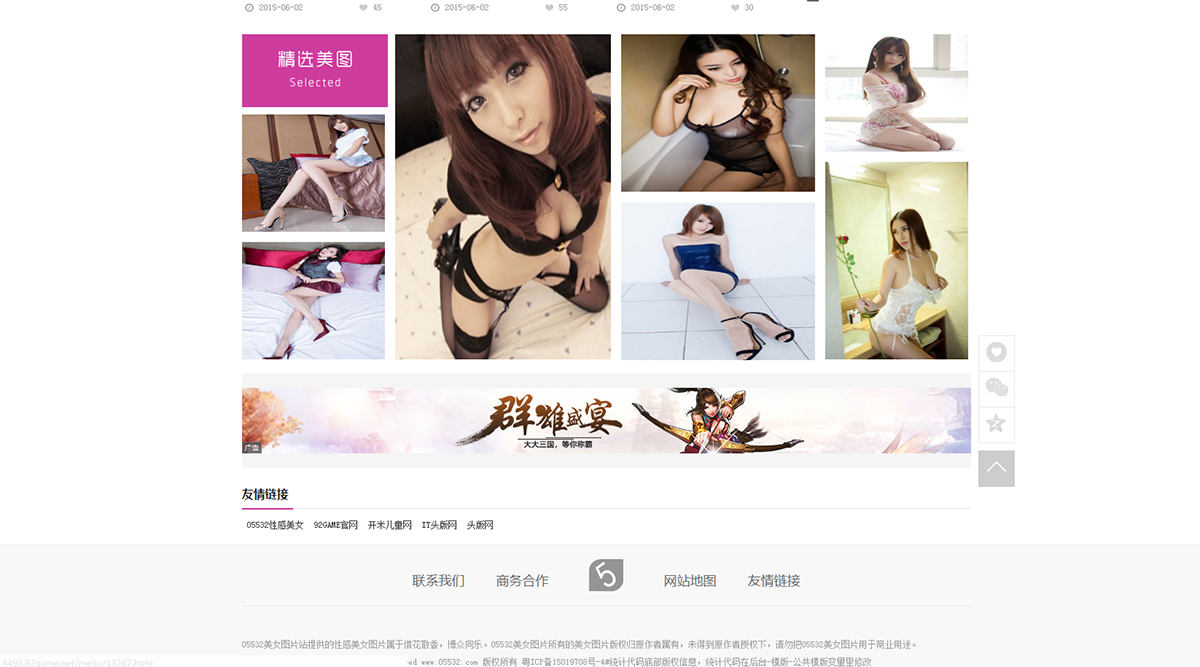 2015-06-02 45 2015-06-02 55 2015-06-02 30
精选美图
Selected
群雄盛宴
大大三国，等你称霸
广告
友情链接
05532性感美女 92GAME官网 开米儿童网 IT头版网 头版网
联系我们 商务合作 5 网站地图 友情链接
05532美女图片站提供的性感美女图片属于借花散香，博众同乐。05532美女图片所有的美女图片版权归原作者属有，未得到原作者授权下，请勿把05532美女图片用于商业用途。
4493.92game.net/meitu/13267.html
ed www.05532.com 版权所有 粤ICP备15019708号-4#统计代码底部版权信息，统计代码在后台-模版-公共模版变量里修改